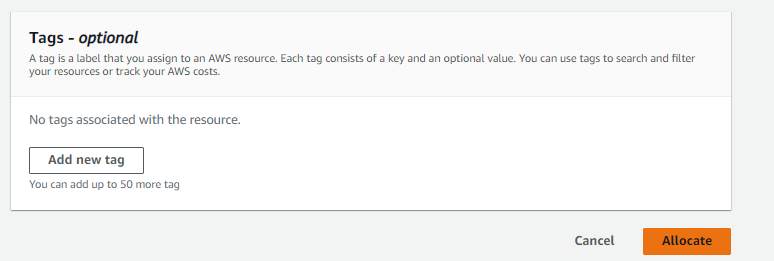 Tags - optional
A tag is a label that you assign to an AWS resource. Each tag consists of a key and an optional value. You can use tags to search and filter
your resources or track your AWS costs.
No tags associated with the resource.
Add new tag
You can add up to 50 more tag
Cancel
Allocate